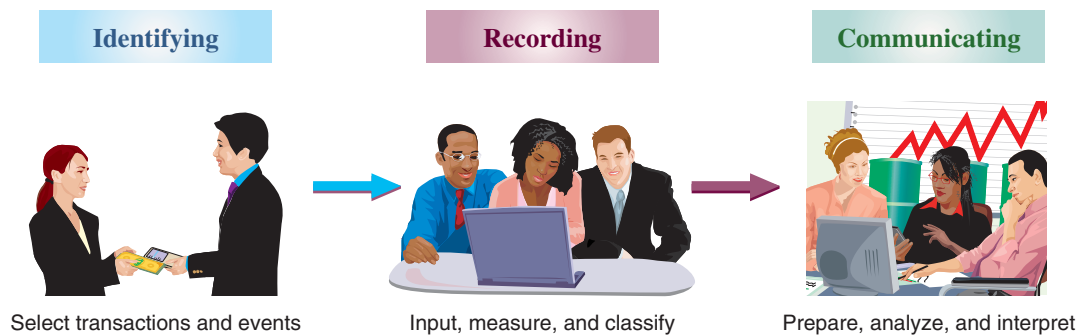 Identifying
Recording
Communicating
Select transactions and events
Input, measure, and classify
Prepare, analyze, and interpret